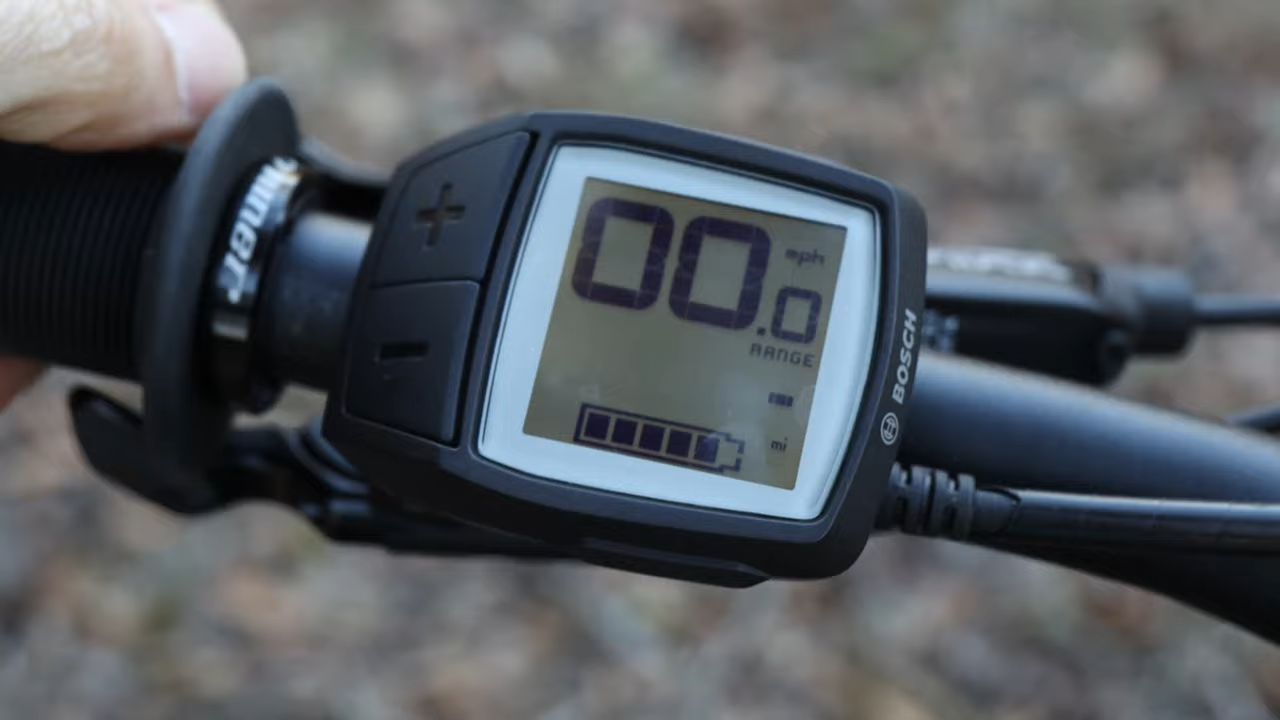 +
00.0
mph
RANGE
---
mi
-
BOSCH